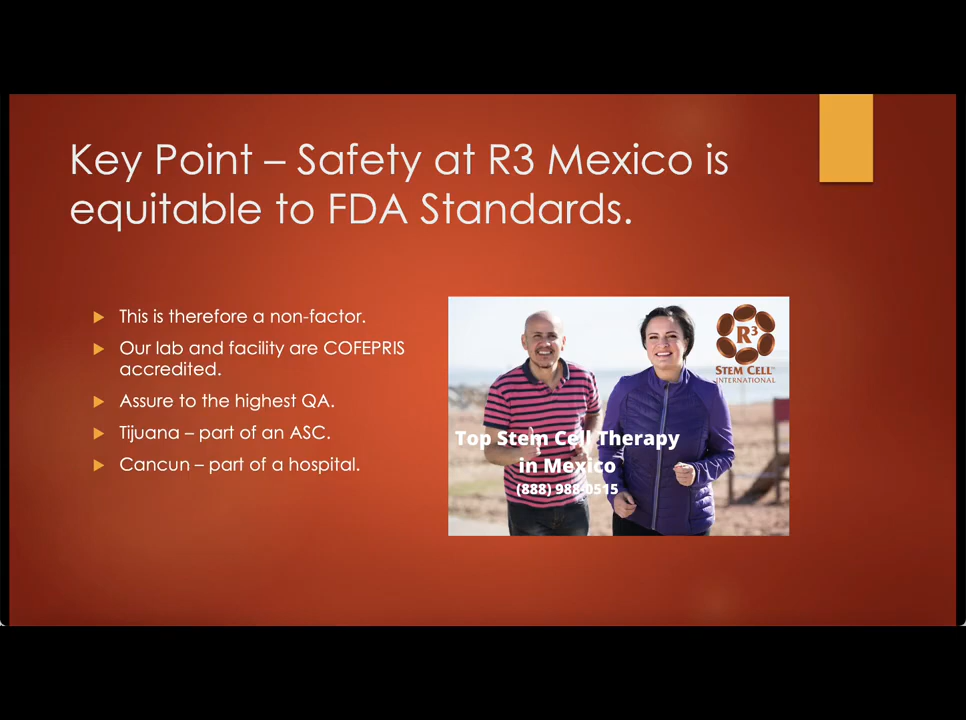 Key Point – Safety at R3 Mexico is
equitable to FDA Standards.
This is therefore a non-factor.
Our lab and facility are COFEPRIS
accredited.
Assure to the highest QA.
Tijuana – part of an ASC.
Cancun – part of a hospital.
R³
STEM CELL™
INTERNATIONAL
Top Stem Cell Therapy
in Mexico
(888) 988-0515